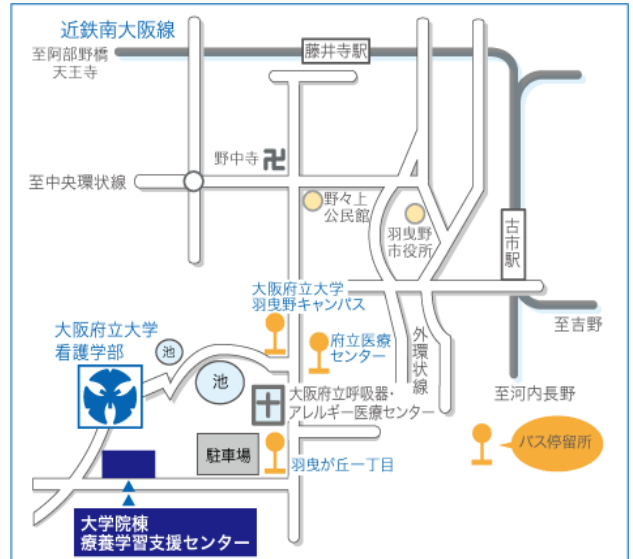 近鉄南大阪線
至阿部野橋
天王寺
藤井寺駅
野中寺
至中央環状線
野々上
公民館
羽曳野
市役所
古市駅
大阪府立大学
羽曳野キャンパス
大阪府立大学
看護学部
池
府立医療
センター
外環状線
至吉野
池
大阪府立呼吸器・
アレルギー医療センター
至河内長野
駐車場
羽曳が丘一丁目
バス停留所
大学院棟
療養学習支援センター